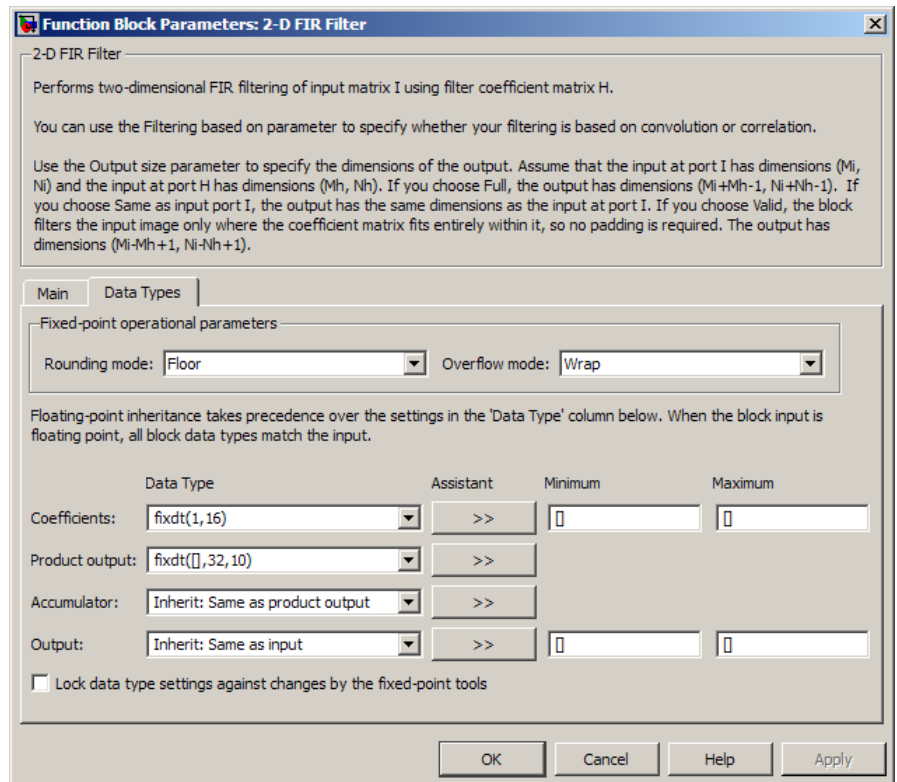 Function Block Parameters: 2-D FIR Filter
2-D FIR Filter
Performs two-dimensional FIR filtering of input matrix I using filter coefficient matrix H.
You can use the Filtering based on parameter to specify whether your filtering is based on convolution or correlation.
Use the Output size parameter to specify the dimensions of the output. Assume that the input at port I has dimensions (Mi,
Ni) and the input at port H has dimensions (Mh, Nh). If you choose Full, the output has dimensions (Mi+Mh-1, Ni+Nh-1). If
you choose Same as input port I, the output has the same dimensions as the input at port I. If you choose Valid, the block
filters the input image only where the coefficient matrix fits entirely within it, so no padding is required. The output has
dimensions (Mi-Mh+1, Ni-Nh+1).
Main Data Types
Fixed-point operational parameters
Rounding mode: Floor Overflow mode: Wrap
Floating-point inheritance takes precedence over the settings in the 'Data Type' column below. When the block input is
floating point, all block data types match the input.
Data Type Assistant Minimum Maximum
Coefficients: fixdt(1,16) >> [] []
Product output: fixdt([],32,10) >>
Accumulator: Inherit: Same as product output >>
Output: Inherit: Same as input >> [] []
Lock data type settings against changes by the fixed-point tools
OK Cancel Help Apply